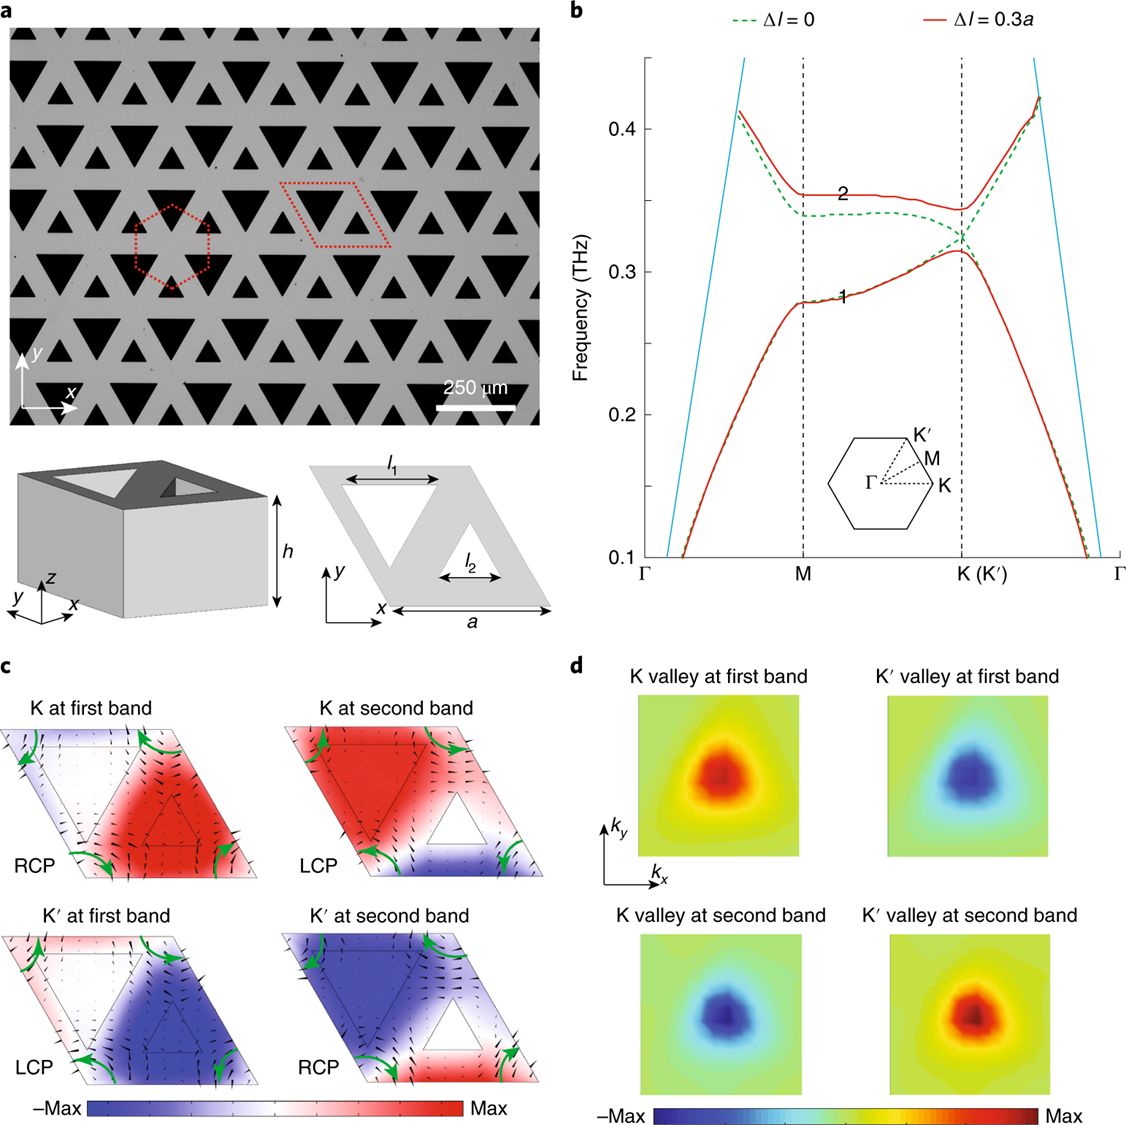 a
y
x
250 µm
h
z
y
x
l1
l2
y
x
a
b
Δl = 0
Δl = 0.3a
Frequency (THz)
0.4
0.3
0.2
0.1
2
1
K′
M
Γ
K
Γ
M
K (K′)
Γ
c
K at first band
K at second band
RCP
LCP
K′ at first band
K′ at second band
LCP
RCP
–Max
Max
d
K valley at first band
K′ valley at first band
ky
kx
K valley at second band
K′ valley at second band
–Max
Max